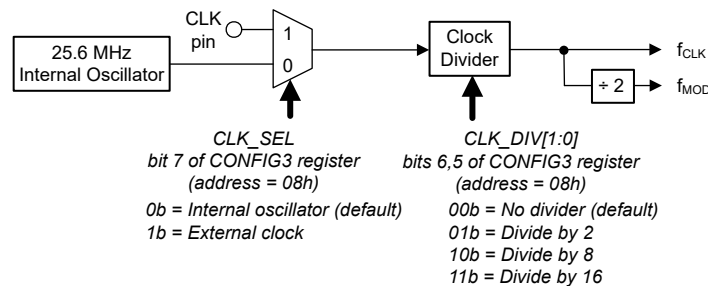 CLK
pin
1
0
25.6 MHz
Internal Oscillator
Clock
Divider
fCLK
÷ 2
fMOD
CLK_SEL
bit 7 of CONFIG3 register
(address = 08h)
0b = Internal oscillator (default)
1b = External clock
CLK_DIV[1:0]
bits 6,5 of CONFIG3 register
(address = 08h)
00b = No divider (default)
01b = Divide by 2
10b = Divide by 8
11b = Divide by 16